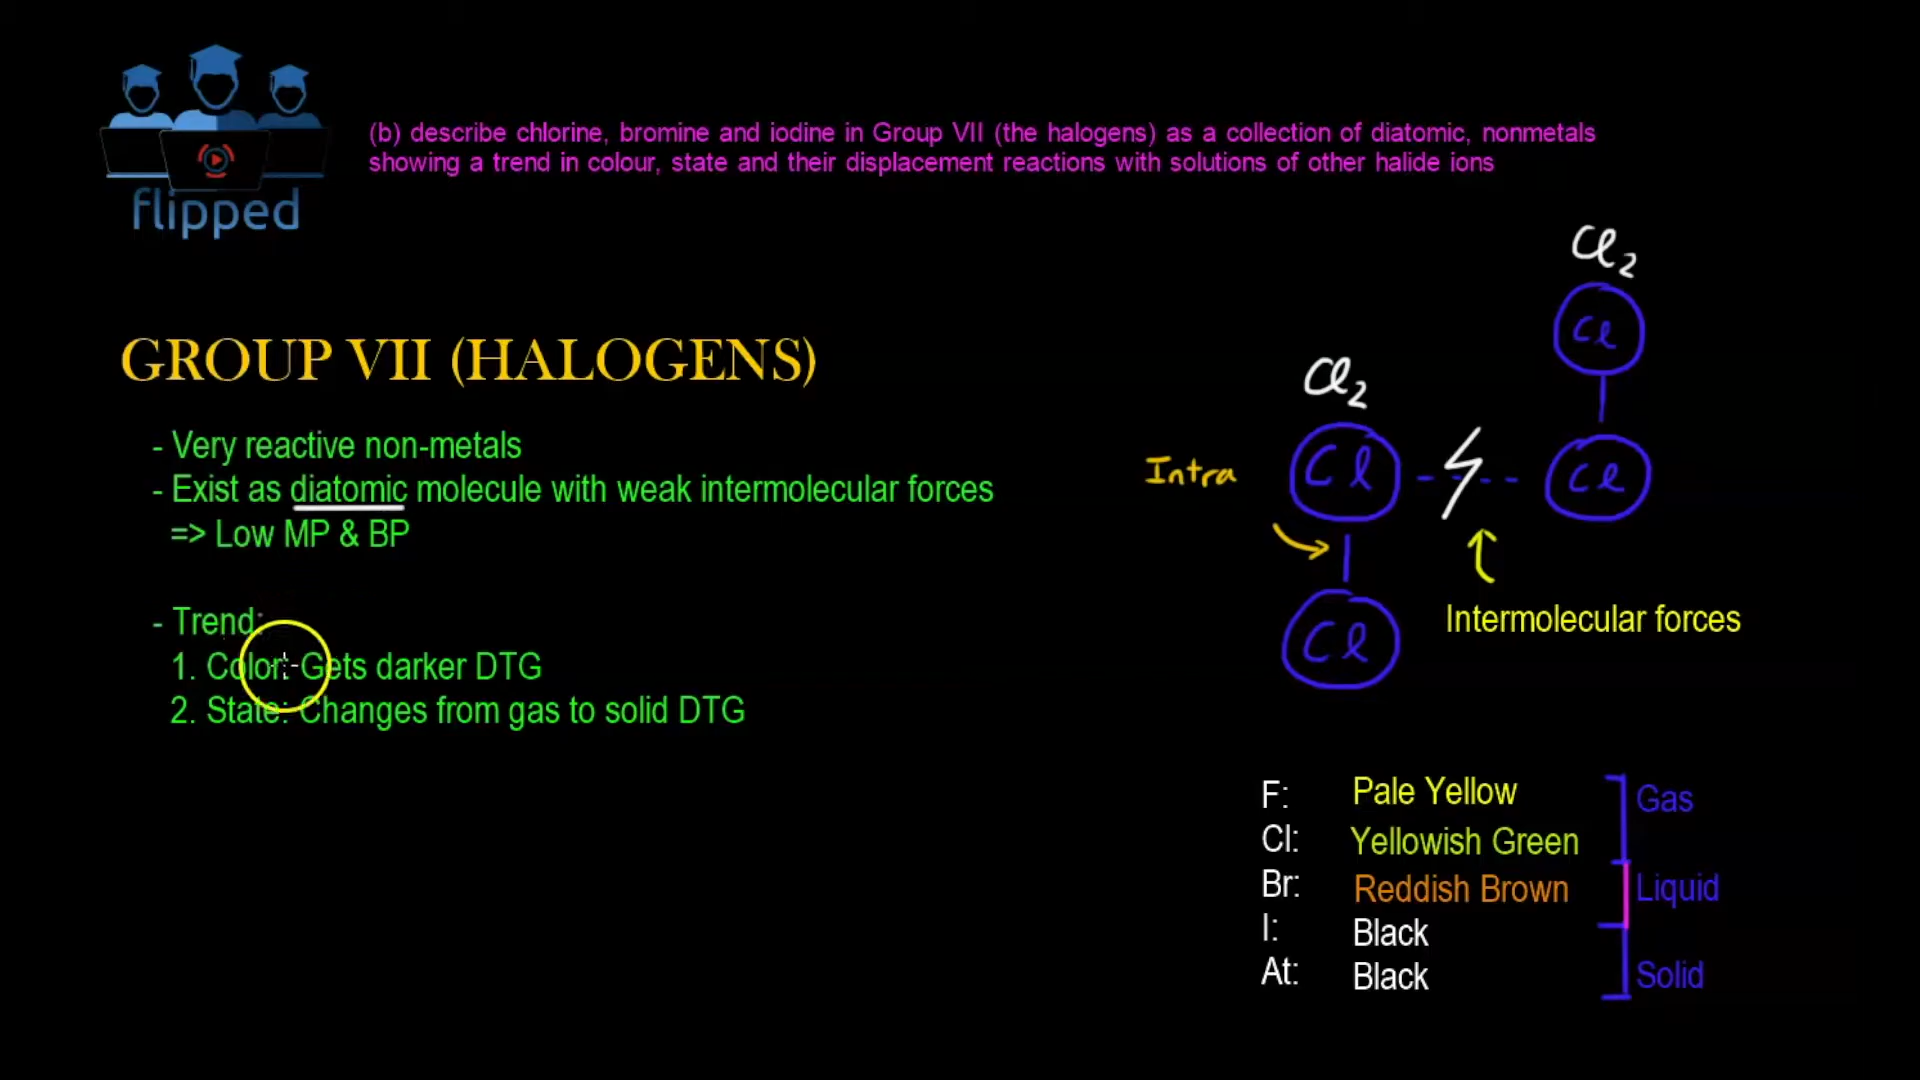 flipped
(b) describe chlorine, bromine and iodine in Group VII (the halogens) as a collection of diatomic, nonmetals
showing a trend in colour, state and their displacement reactions with solutions of other halide ions
GROUP VII (HALOGENS)
- Very reactive non-metals
- Exist as diatomic molecule with weak intermolecular forces
=> Low MP & BP
- Trend:
1. Color: Gets darker DTG
2. State: Changes from gas to solid DTG
Cl2
Cl
Cl2
Intra
Cl
Cl
Cl
Intermolecular forces
F: Pale Yellow
Gas
Cl: Yellowish Green
Br: Reddish Brown
Liquid
I: Black
At: Black
Solid